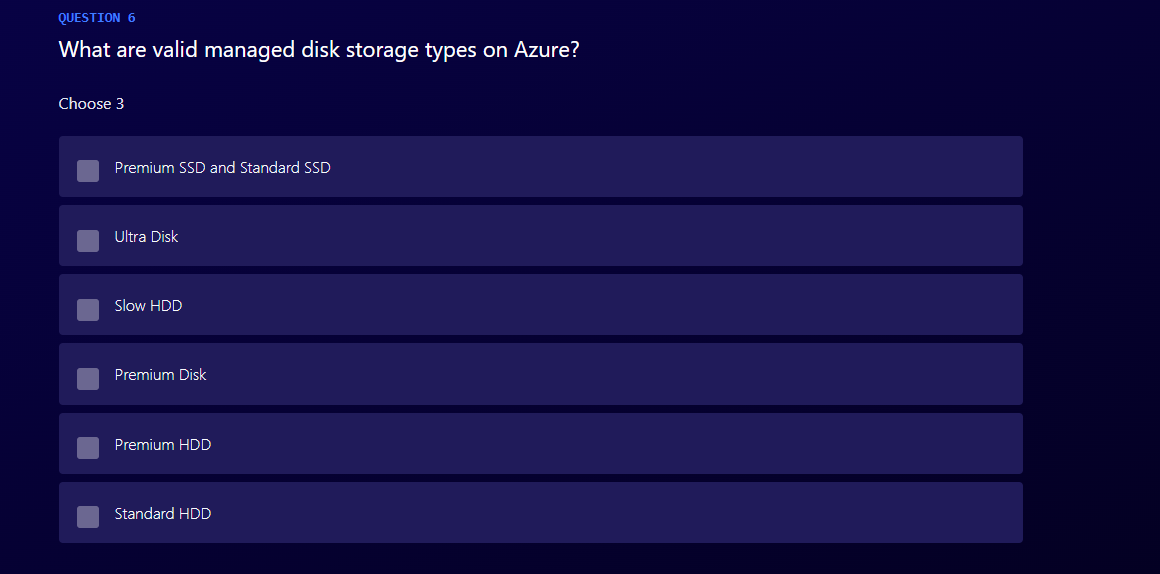 QUESTION 6
What are valid managed disk storage types on Azure?
Choose 3
Premium SSD and Standard SSD
Ultra Disk
Slow HDD
Premium Disk
Premium HDD
Standard HDD